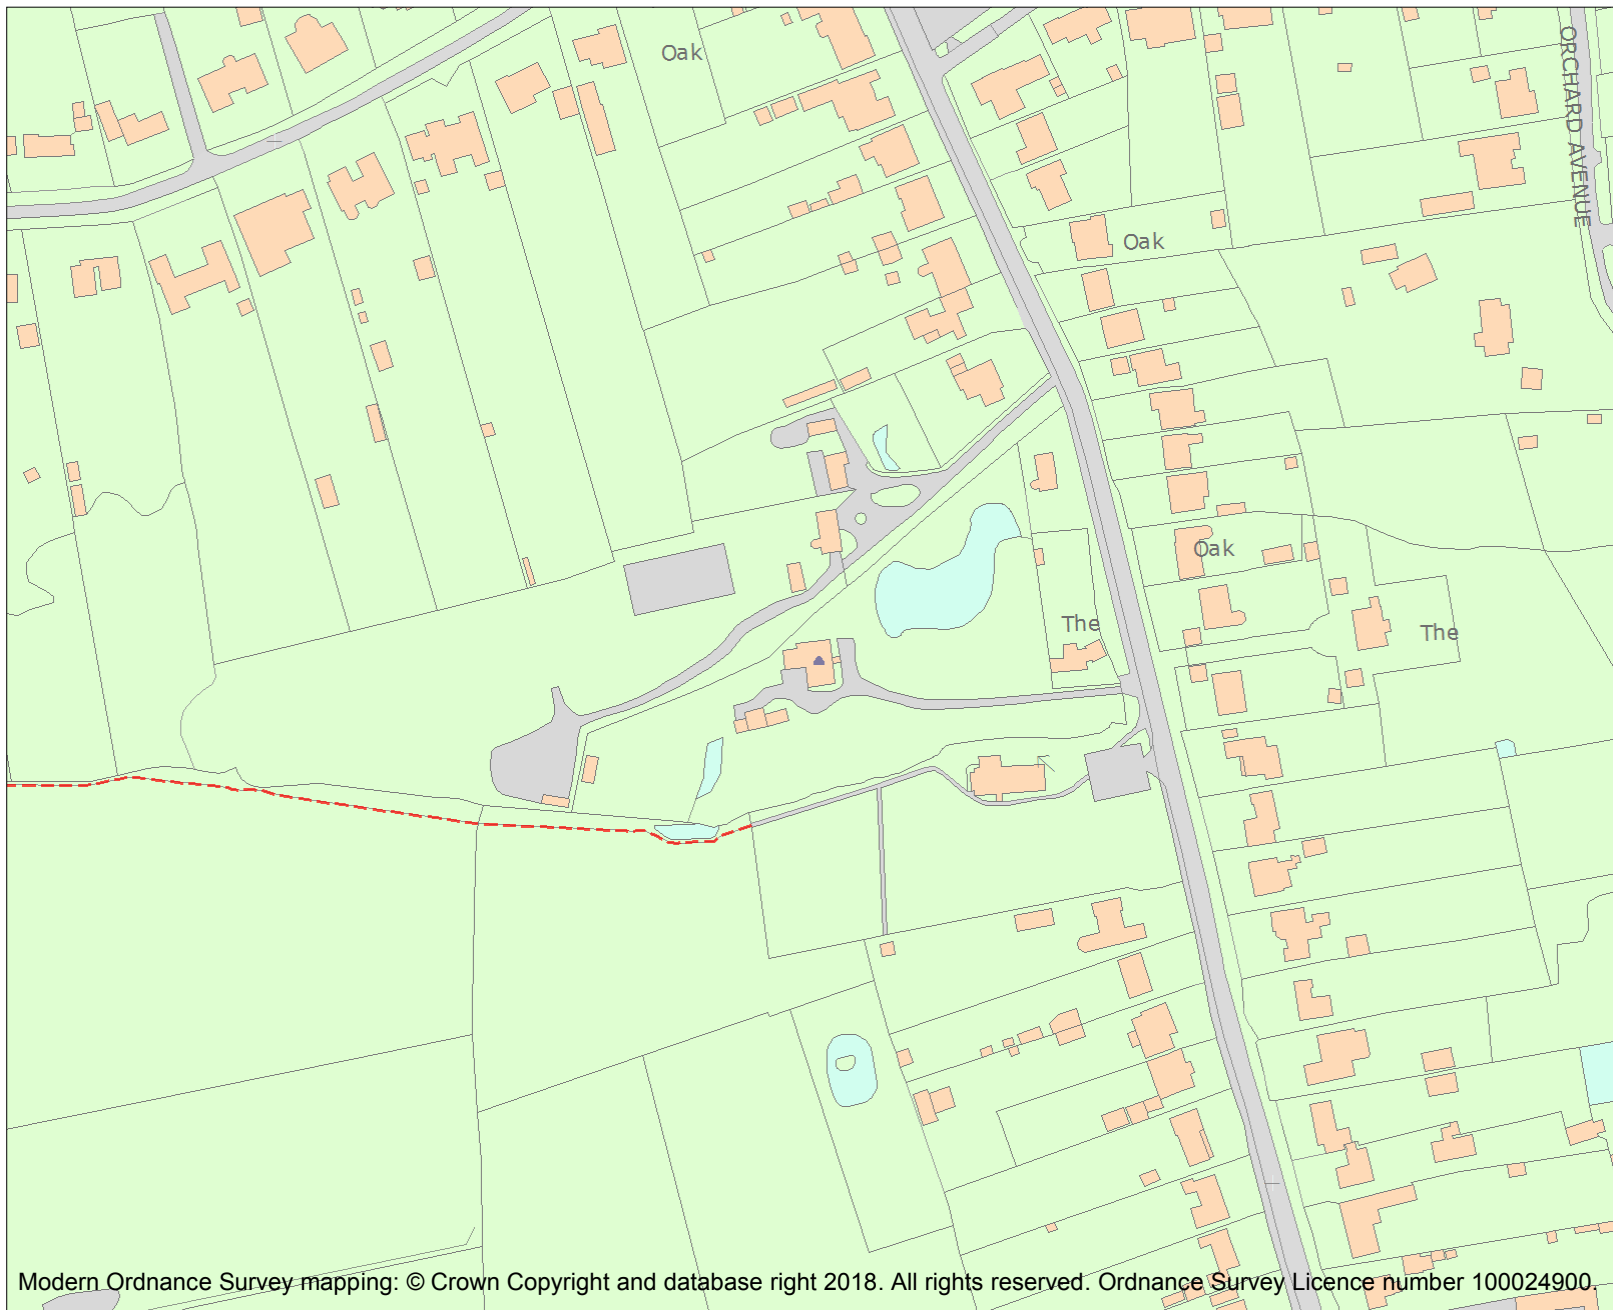 Oak
ORCHARD AVENUE
Oak
Oak
The
The
Modern Ordnance Survey mapping: © Crown Copyright and database right 2018. All rights reserved. Ordnance Survey Licence number 100024900.